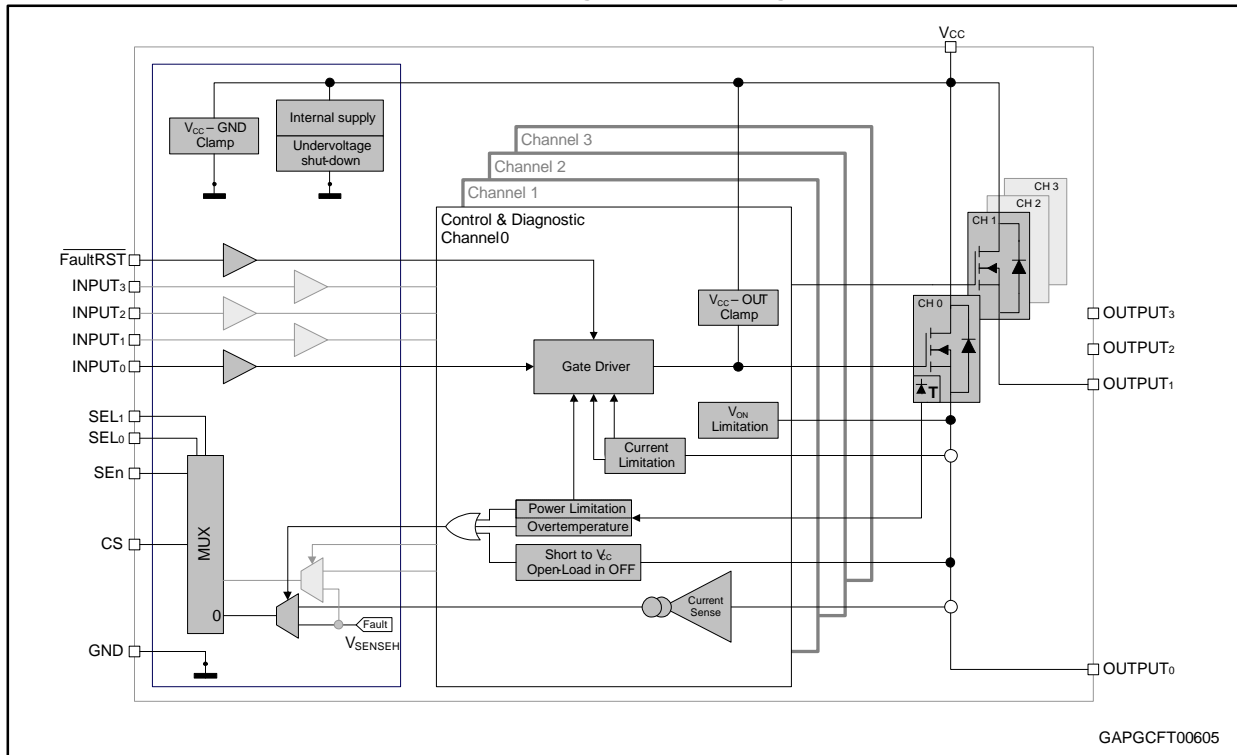 VCC
VCC – GND
Clamp
Internal supply
Undervoltage
shut-down
Channel 3
Channel 2
Channel 1
Control & Diagnostic
Channel0
CH 3
CH 2
CH 1
CH 0
T
FaultRST
INPUT3
INPUT2
INPUT1
INPUT0
VCC – OUT
Clamp
Gate Driver
OUTPUT3
OUTPUT2
OUTPUT1
SEL1
SEL0
SEn
CS
MUX
0
VON
Limitation
Current
Limitation
Power Limitation
Overtemperature
Short to VCC
Open-Load in OFF
Current
Sense
Fault
VSENSEH
GND
OUTPUT0
GAPGCFT00605